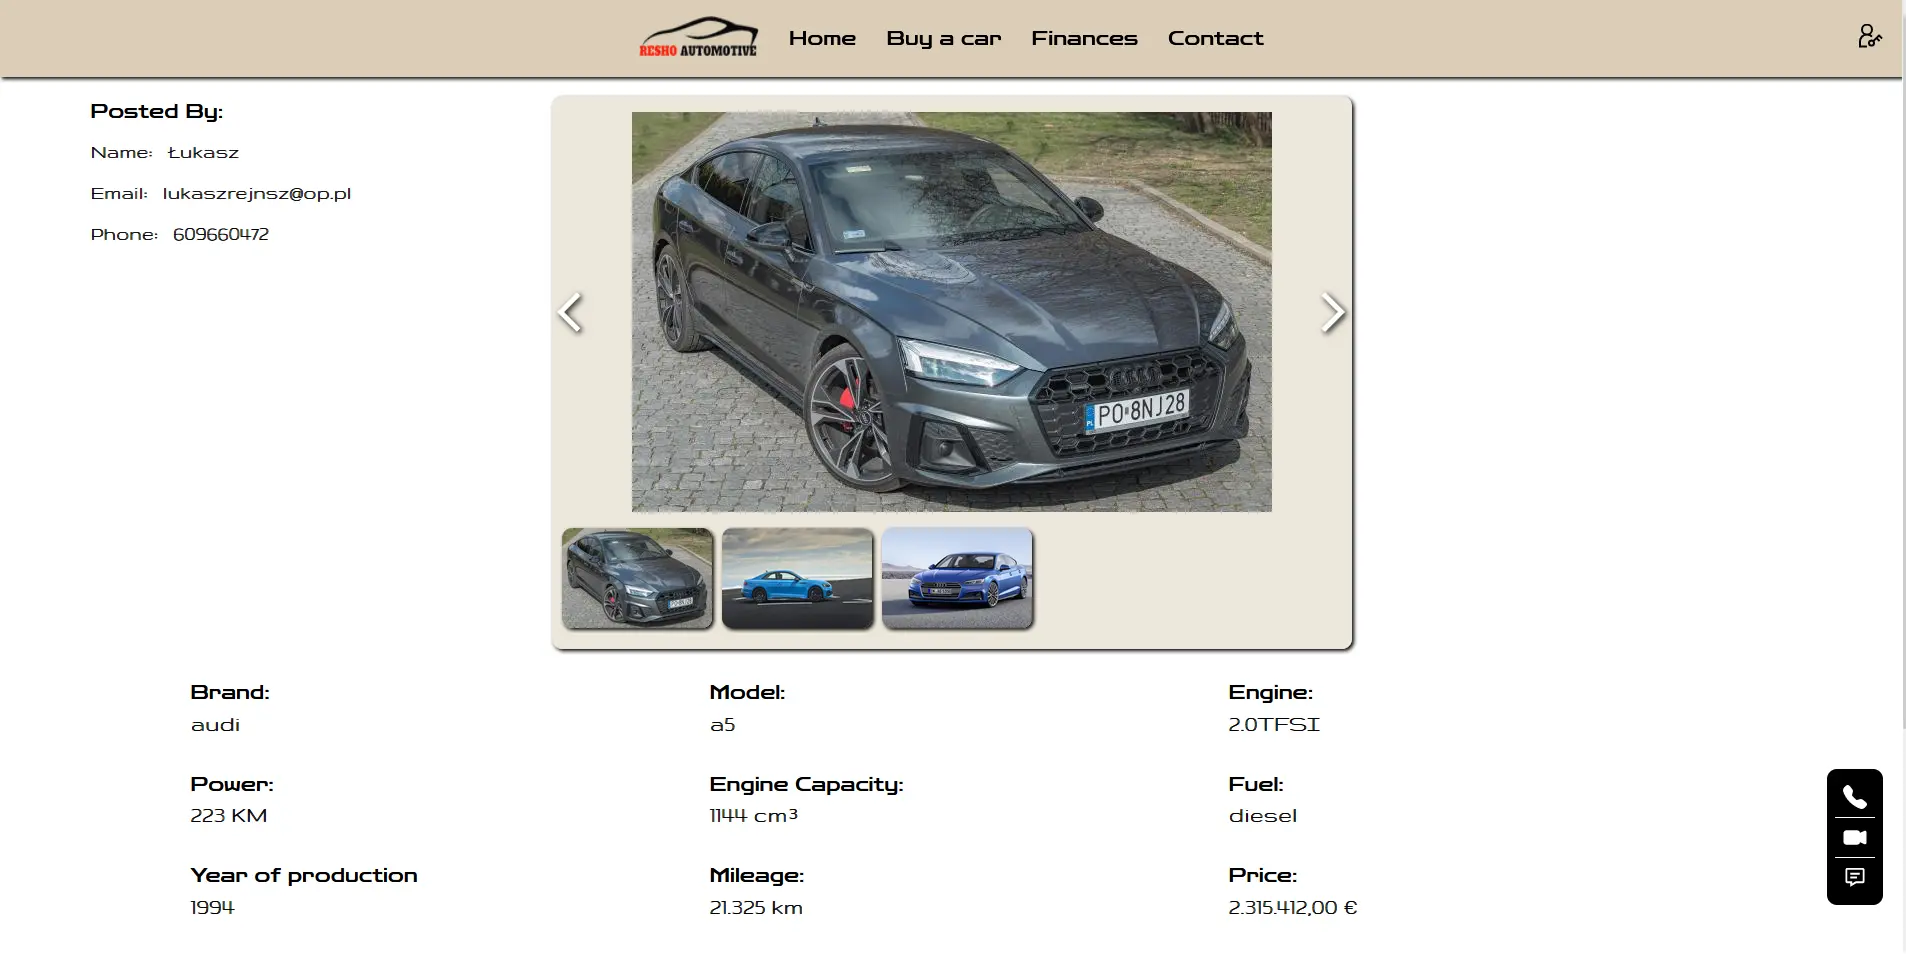 RESHO AUTOMOTIVE
Home
Buy a car
Finances
Contact
Posted By:
Name: Łukasz
Email: lukaszrejnsz@op.pl
Phone: 609660472
PL
PO 8NJ28
Brand:
audi
Model:
a5
Engine:
2.0TFSI
Power:
223 KM
Engine Capacity:
1144 cm³
Fuel:
diesel
Year of production
1994
Mileage:
21.325 km
Price:
2.315.412,00 €